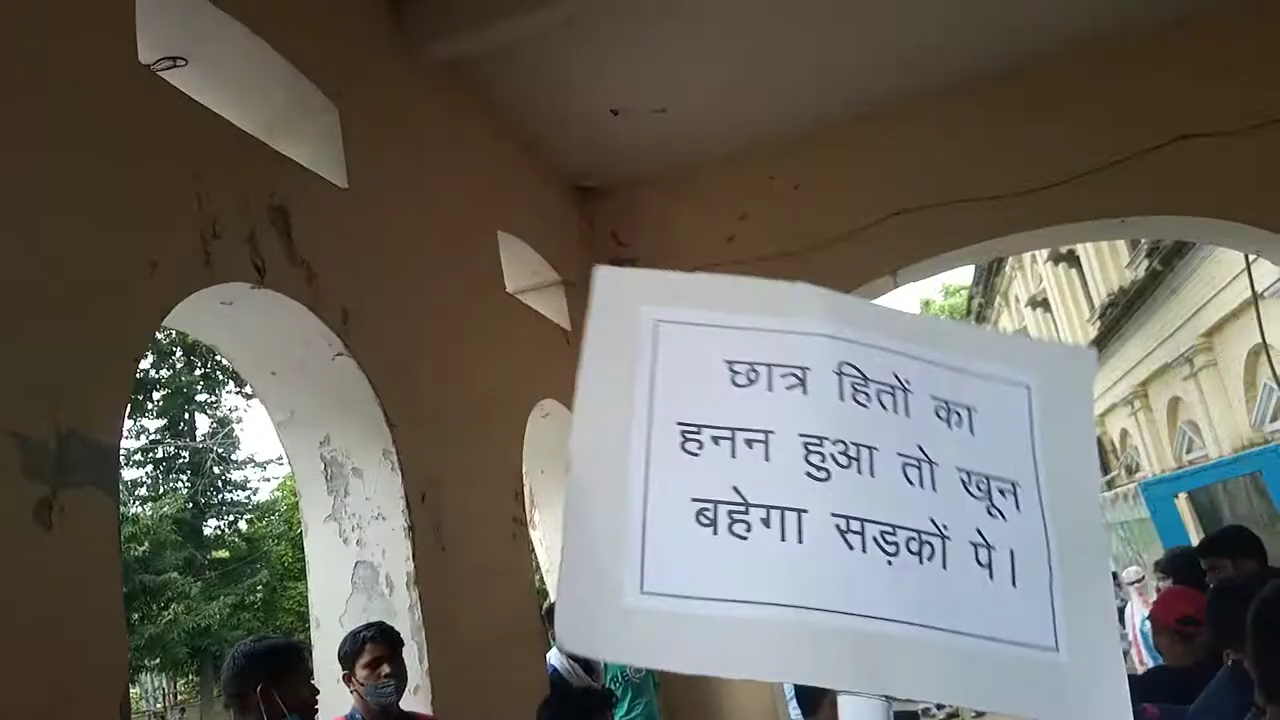 छात्र हितों का
हनन हुआ तो खून
बहेगा सड़कों पे।